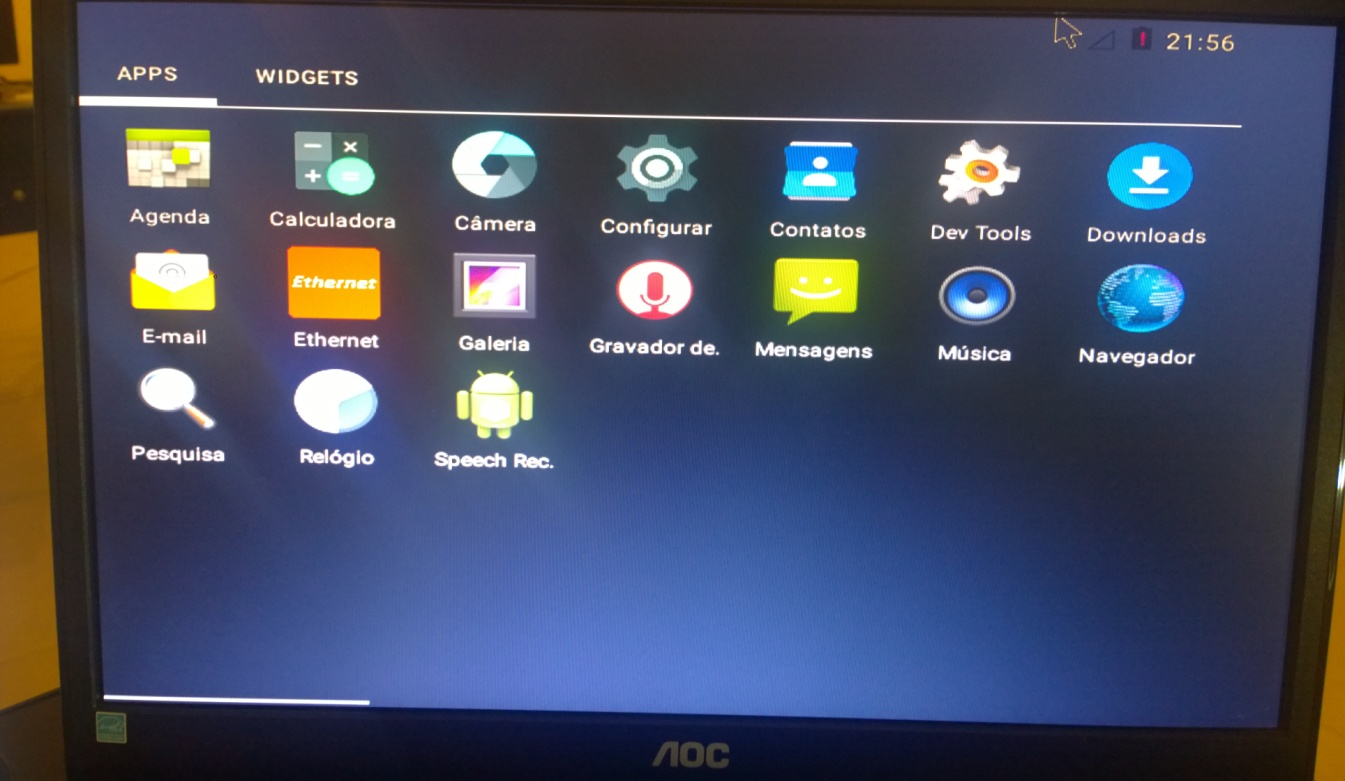 21:56
APPS WIDGETS
Agenda Calculadora Câmera Configurar Contatos Dev Tools Downloads
Ethernet
E-mail Ethernet Galeria Gravador de. Mensagens Música Navegador
Pesquisa Relógio Speech Rec.
AOC